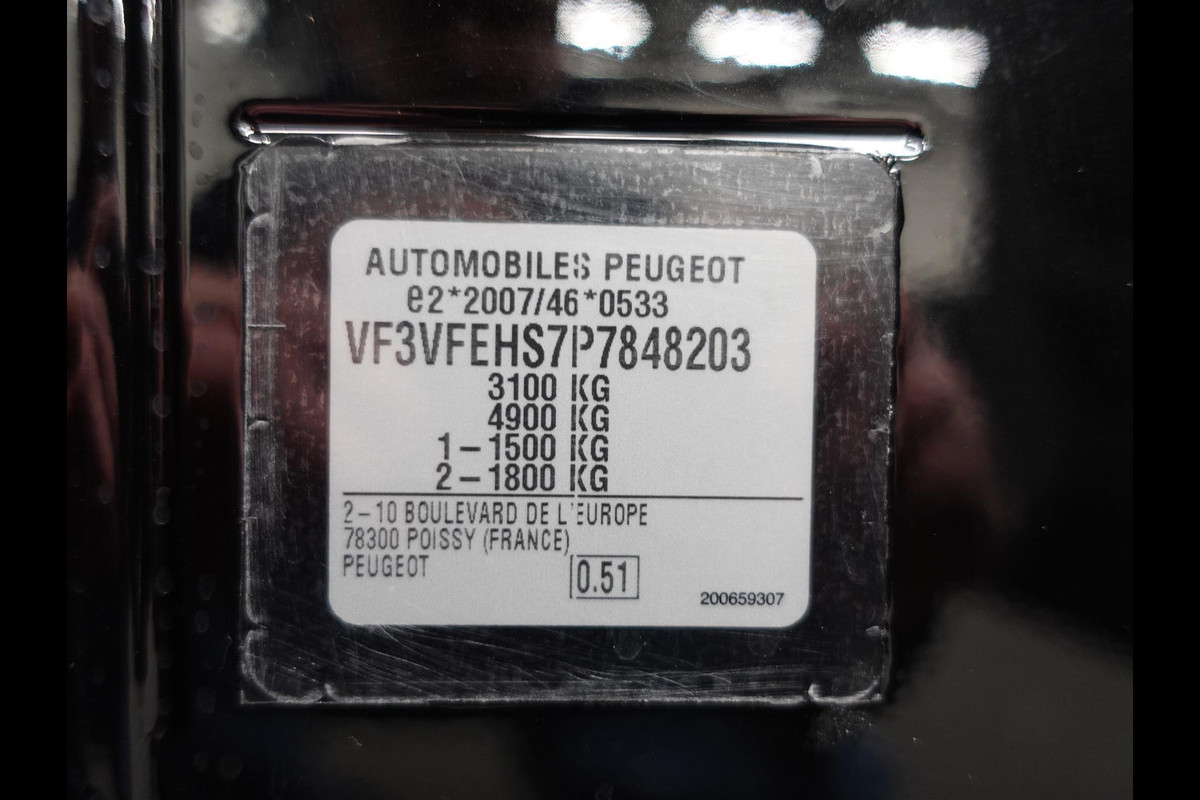 AUTOMOBILES PEUGEOT
e2*2007/46*0533
VF3VFEHS7P7848203
3100 KG
4900 KG
1-1500 KG
2-1800 KG
2-10 BOULEVARD DE L'EUROPE
78300 POISSY (FRANCE)
PEUGEOT
0.51
200659307